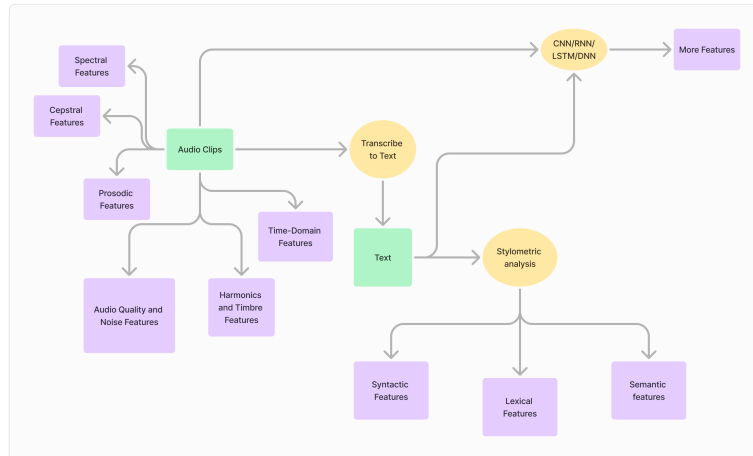 CNN/RNN/
LSTM/DNN
More Features
Spectral
Features
Cepstral
Features
Audio Clips
Transcribe
to Text
Prosodic
Features
Time-Domain
Features
Text
Stylometric
analysis
Audio Quality and
Noise Features
Harmonics
and Timbre
Features
Syntactic
Features
Lexical
Features
Semantic
features